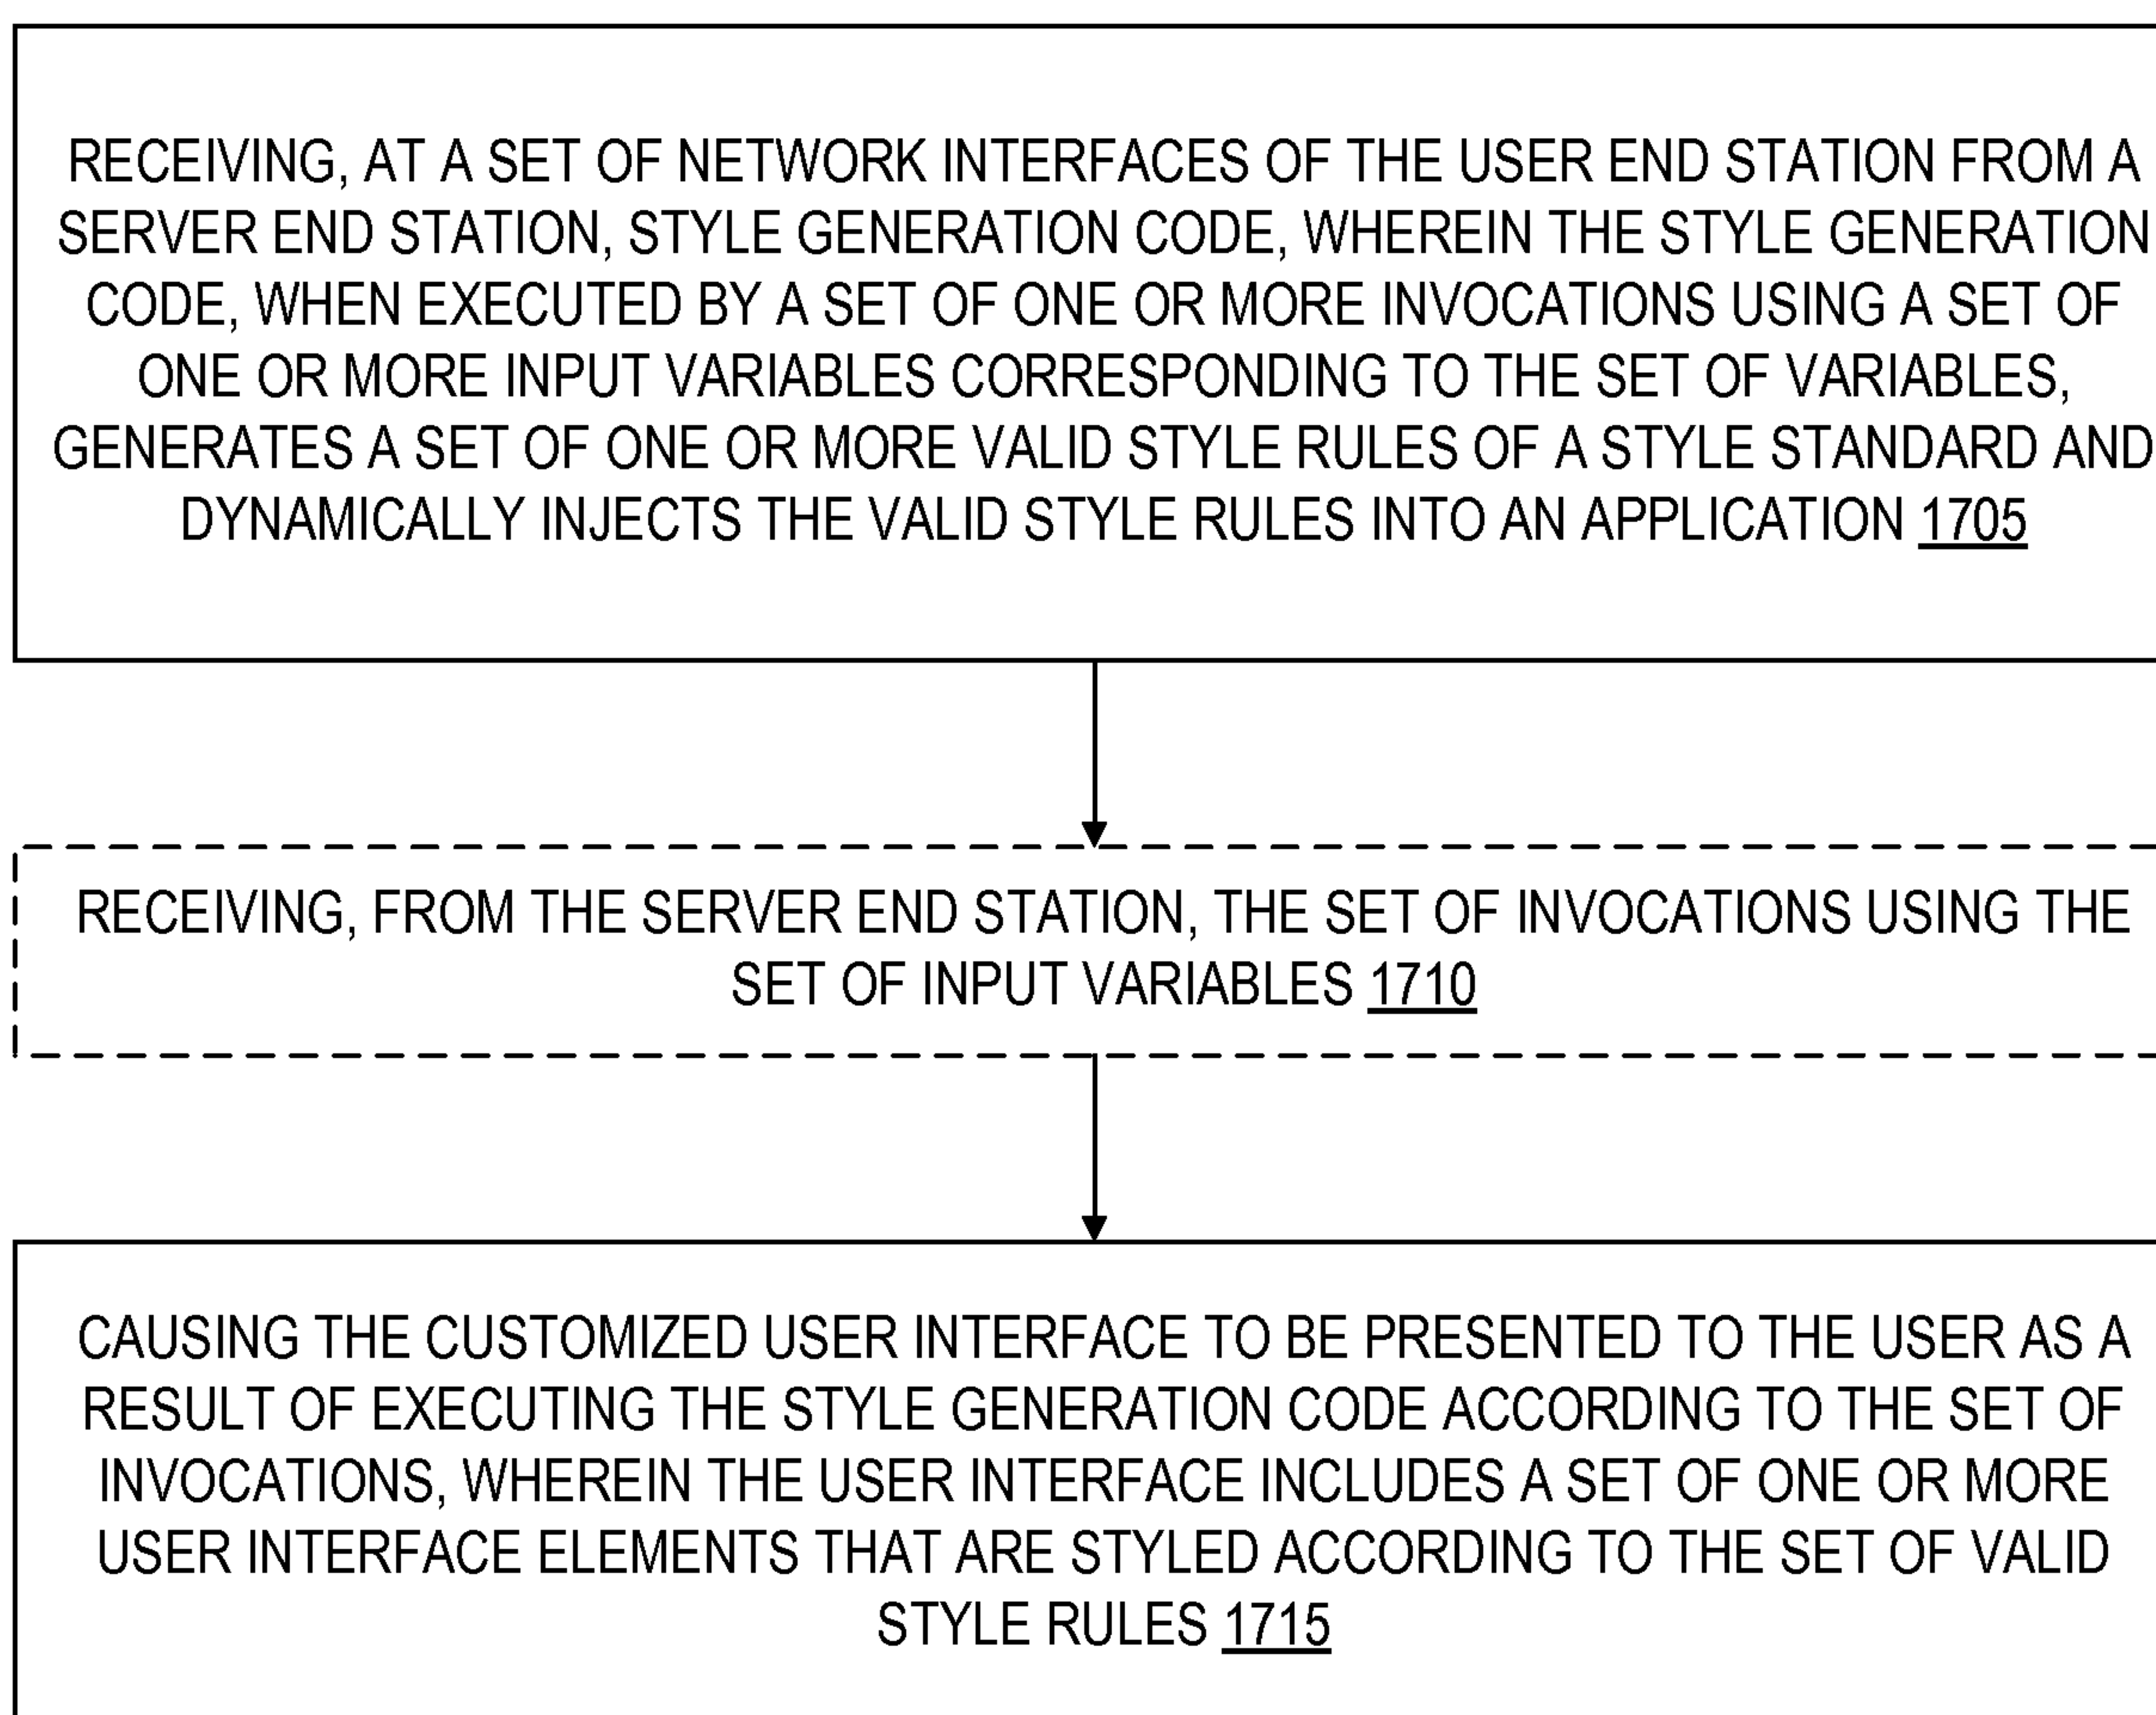 RECEIVING, AT A SET OF NETWORK INTERFACES OF THE USER END STATION FROM A
SERVER END STATION, STYLE GENERATION CODE, WHEREIN THE STYLE GENERATION
CODE, WHEN EXECUTED BY A SET OF ONE OR MORE INVOCATIONS USING A SET OF
ONE OR MORE INPUT VARIABLES CORRESPONDING TO THE SET OF VARIABLES,
GENERATES A SET OF ONE OR MORE VALID STYLE RULES OF A STYLE STANDARD AND
DYNAMICALLY INJECTS THE VALID STYLE RULES INTO AN APPLICATION 1705
RECEIVING, FROM THE SERVER END STATION, THE SET OF INVOCATIONS USING THE
SET OF INPUT VARIABLES 1710
CAUSING THE CUSTOMIZED USER INTERFACE TO BE PRESENTED TO THE USER AS A
RESULT OF EXECUTING THE STYLE GENERATION CODE ACCORDING TO THE SET OF
INVOCATIONS, WHEREIN THE USER INTERFACE INCLUDES A SET OF ONE OR MORE
USER INTERFACE ELEMENTS THAT ARE STYLED ACCORDING TO THE SET OF VALID
STYLE RULES 1715